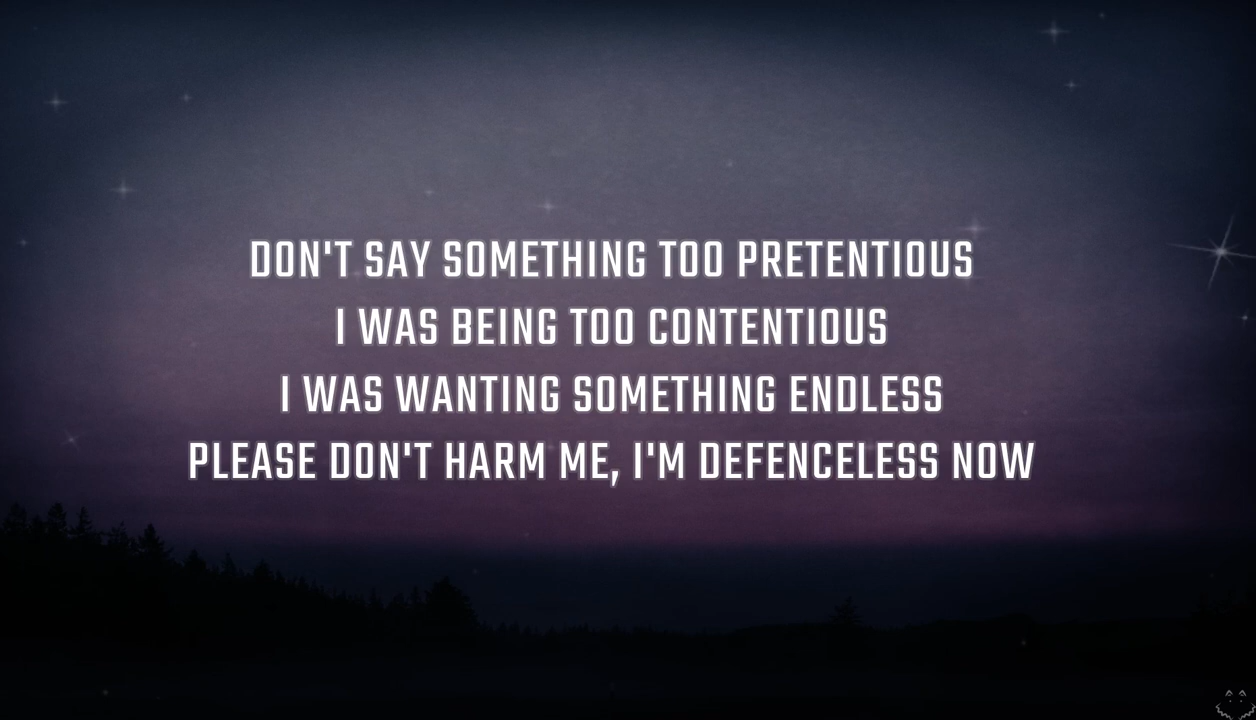 DON'T SAY SOMETHING TOO PRETENTIOUS
I WAS BEING TOO CONTENTIOUS
I WAS WANTING SOMETHING ENDLESS
PLEASE DON'T HARM ME, I'M DEFENCELESS NOW